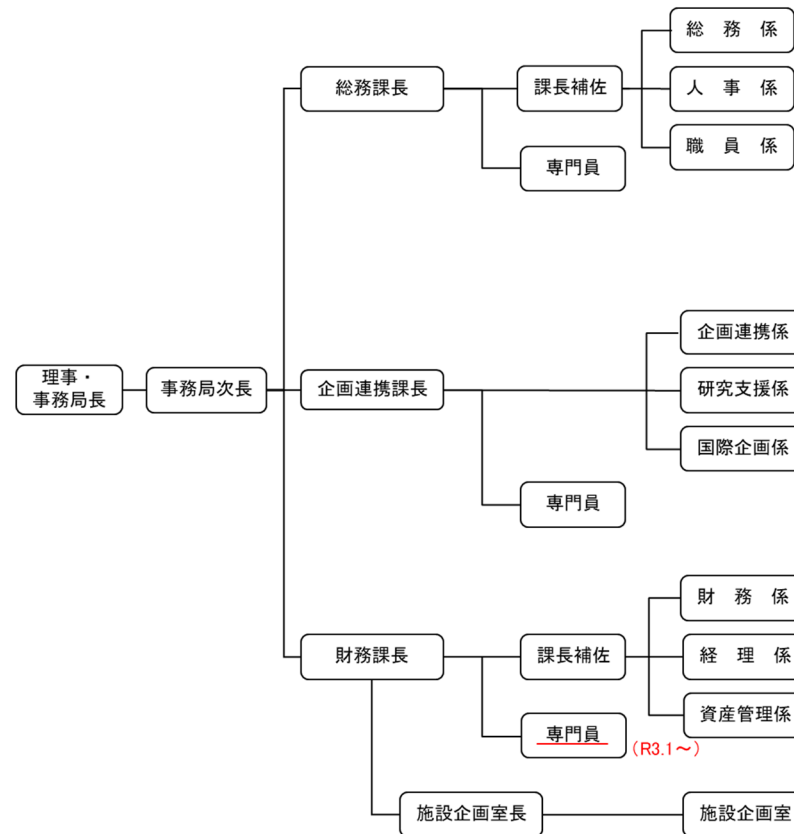 総　務　係
総務課長
課長補佐
人　事　係
職　員　係
専門員
企画連携係
理事・
事務局長
事務局次長
企画連携課長
研究支援係
国際企画係
専門員
財　務　係
財務課長
課長補佐
経　理　係
資産管理係
専門員
（R3.1～）
施設企画室長
施設企画室